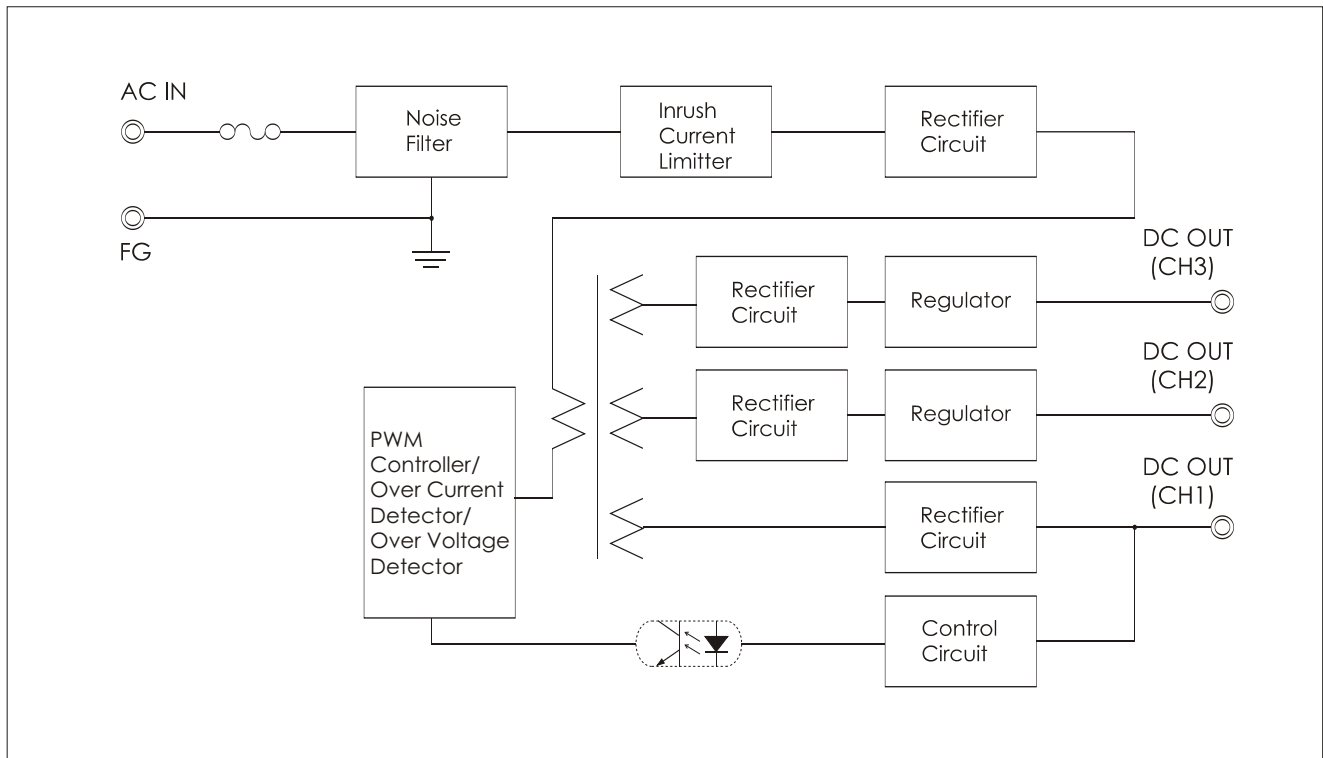 AC IN
Noise
Filter
Inrush
Current
Limitter
Rectifier
Circuit
FG
DC OUT
(CH3)
Rectifier
Circuit
Regulator
DC OUT
(CH2)
Rectifier
Circuit
Regulator
PWM
Controller/
Over Current
Detector/
Over Voltage
Detector
DC OUT
(CH1)
Rectifier
Circuit
Control
Circuit